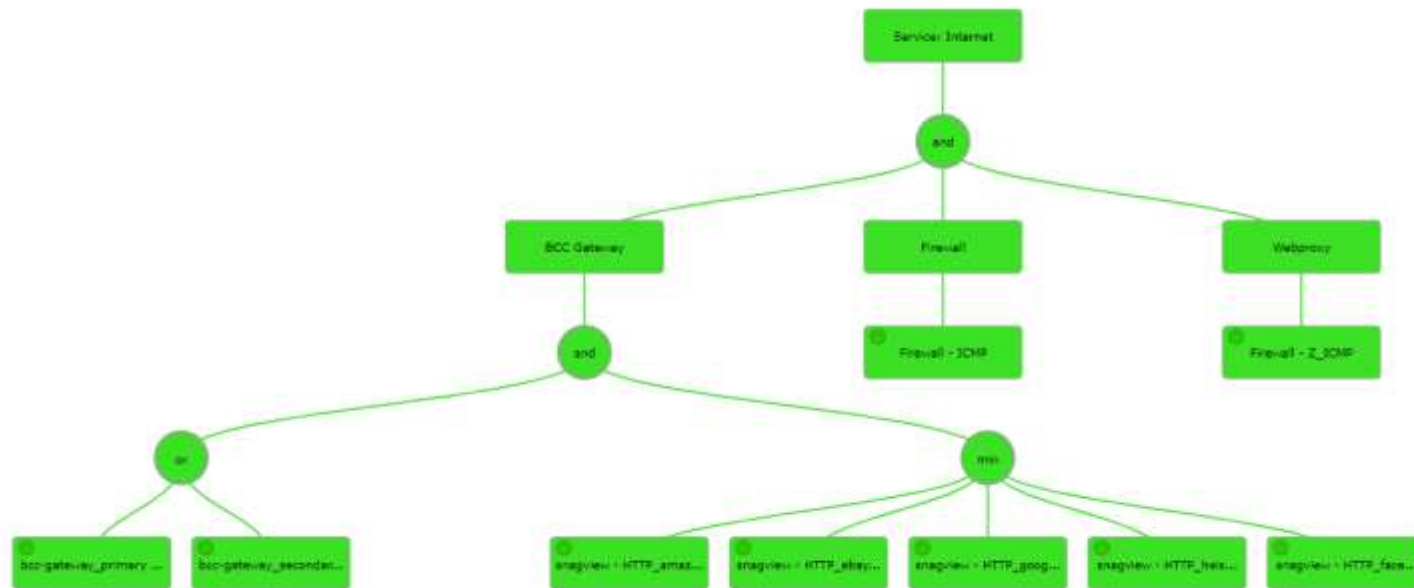 Service: Internet
and
BCC Gateway
Firewall
Webproxy
and
Firewall - ICMP
Firewall - Z_ICMP
or
min
bcc-gateway_primary ...
bcc-gateway_secondar...
snagview - HTTP_amaz...
snagview - HTTP_ebay...
snagview - HTTP_goog...
snagview - HTTP_heis...
snagview - HTTP_face...